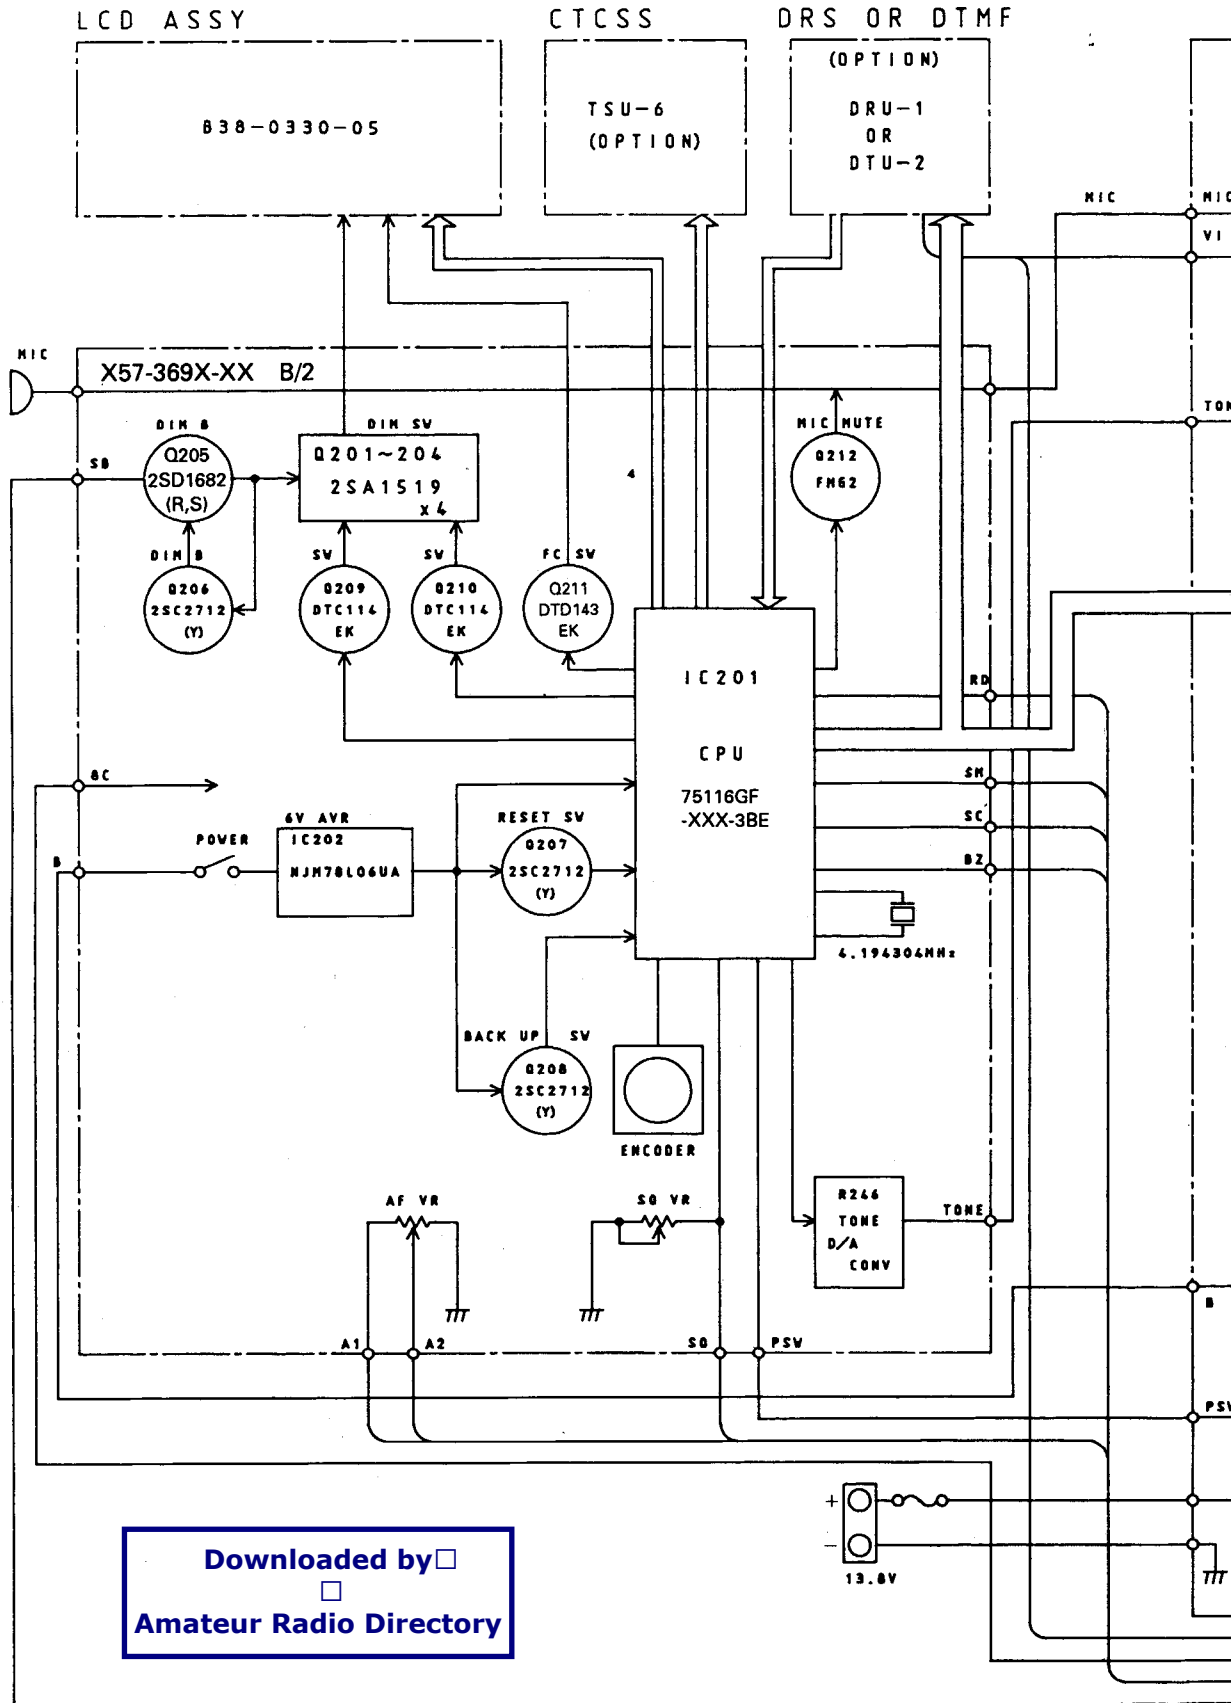 LCD ASSY
CTCSS
DRS OR DTMF
B38-0330-05
TSU-6
(OPTION)
(OPTION)
DRU-1
OR
DTU-2
MIC
MIC
VI
MIC
X57-369X-XX B/2
TON
DIM B
Q205
2SD1682
(R,S)
SB
DIM SW
Q201~204
2SA1519
x4
MIC MUTE
Q212
FMG2
4
DIM B
Q206
2SC2712
(Y)
SW
Q209
DTC114
EK
SW
Q210
DTC114
EK
FC SW
Q211
DTD143
EK
IC201
CPU
75116GF
-XXX-3BE
RD
SM
SC
BZ
8C
B
POWER
6V AVR
IC202
NJM78L06UA
RESET SW
Q207
2SC2712
(Y)
4.194304MHz
BACK UP SW
Q208
2SC2712
(Y)
ENCODER
AF VR
SQ VR
R246
TONE
D/A
CONV
TONE
A1
A2
SQ
PSW
B
PSW
+
-
13.8V
Downloaded by
Amateur Radio Directory